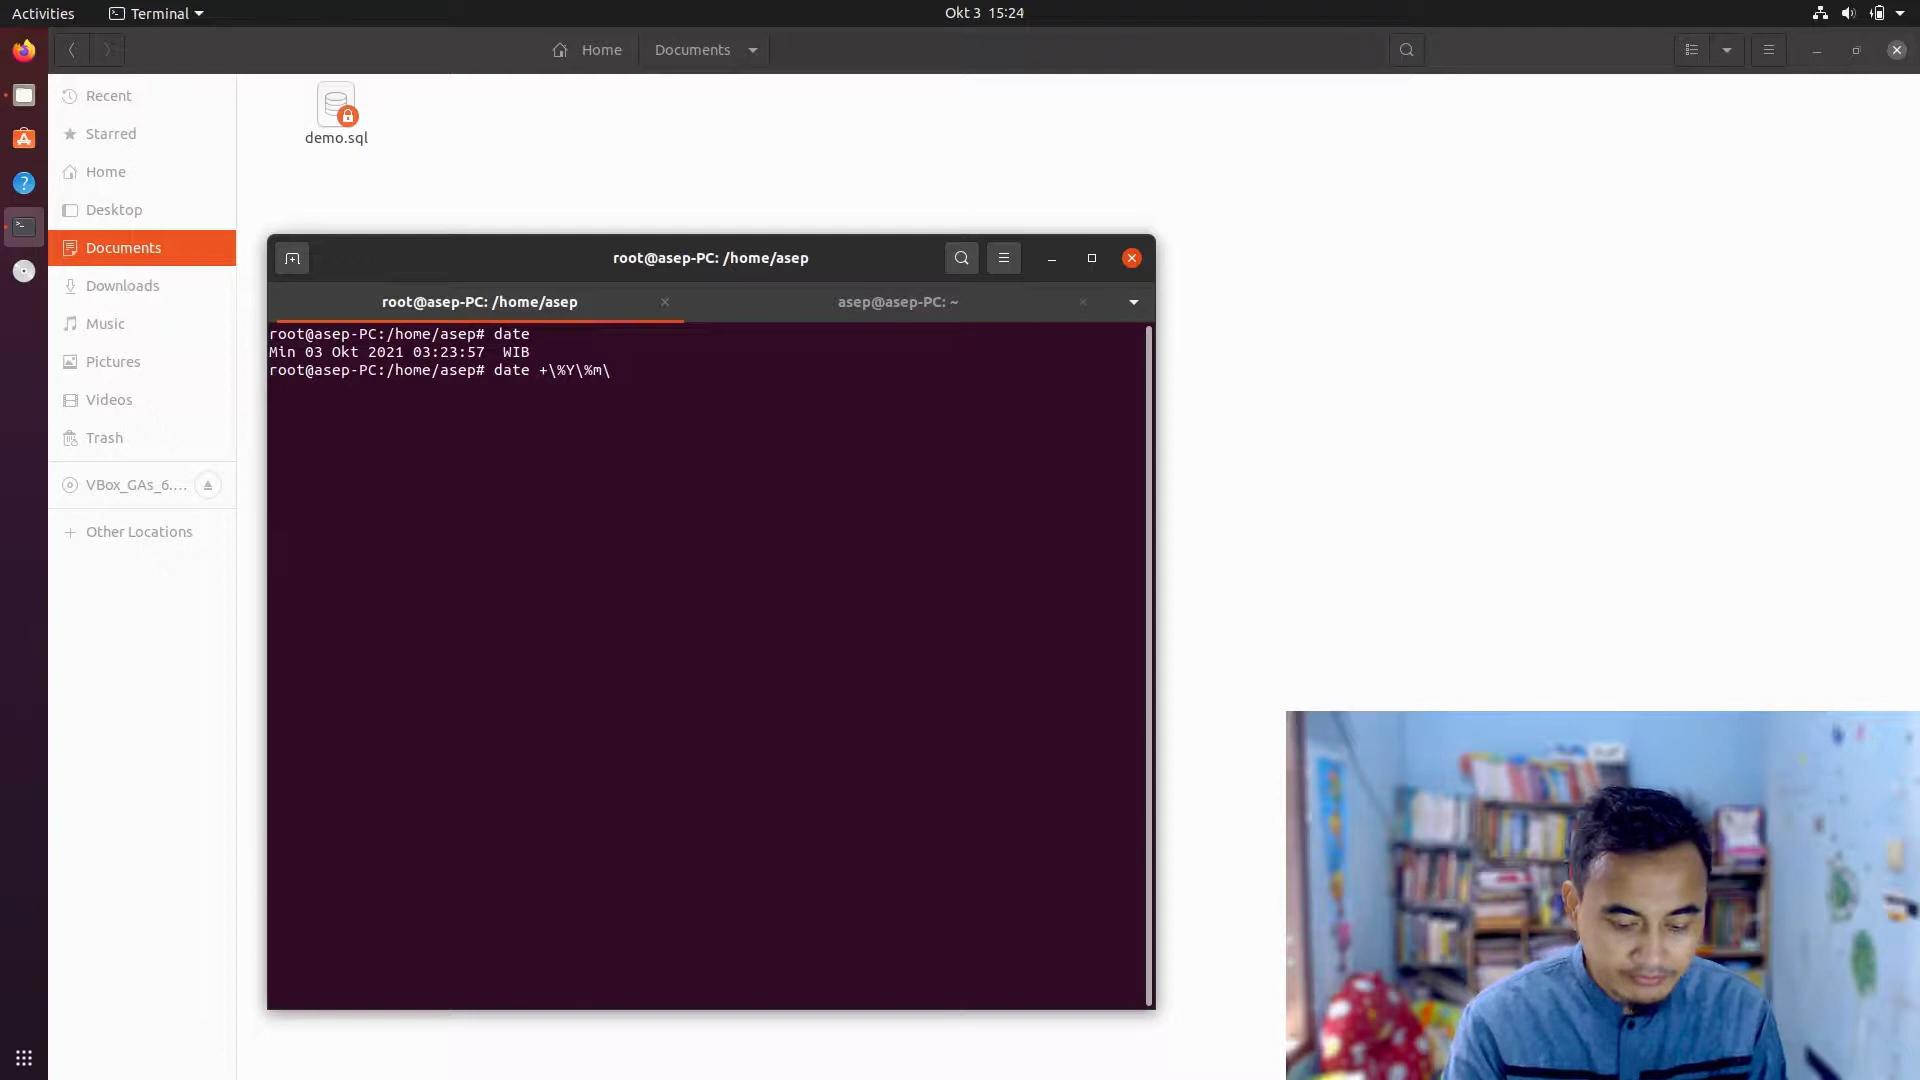 Activities
Terminal
Okt 3 15:24
Home
Documents
Recent
Starred
Home
Desktop
Documents
Downloads
Music
Pictures
Videos
Trash
VBox_GAs_6....
Other Locations
demo.sql
root@asep-PC: /home/asep
root@asep-PC: /home/asep
asep@asep-PC: ~
root@asep-PC:/home/asep# date
Min 03 Okt 2021 03:23:57 WIB
root@asep-PC:/home/asep# date +\%Y\%m\